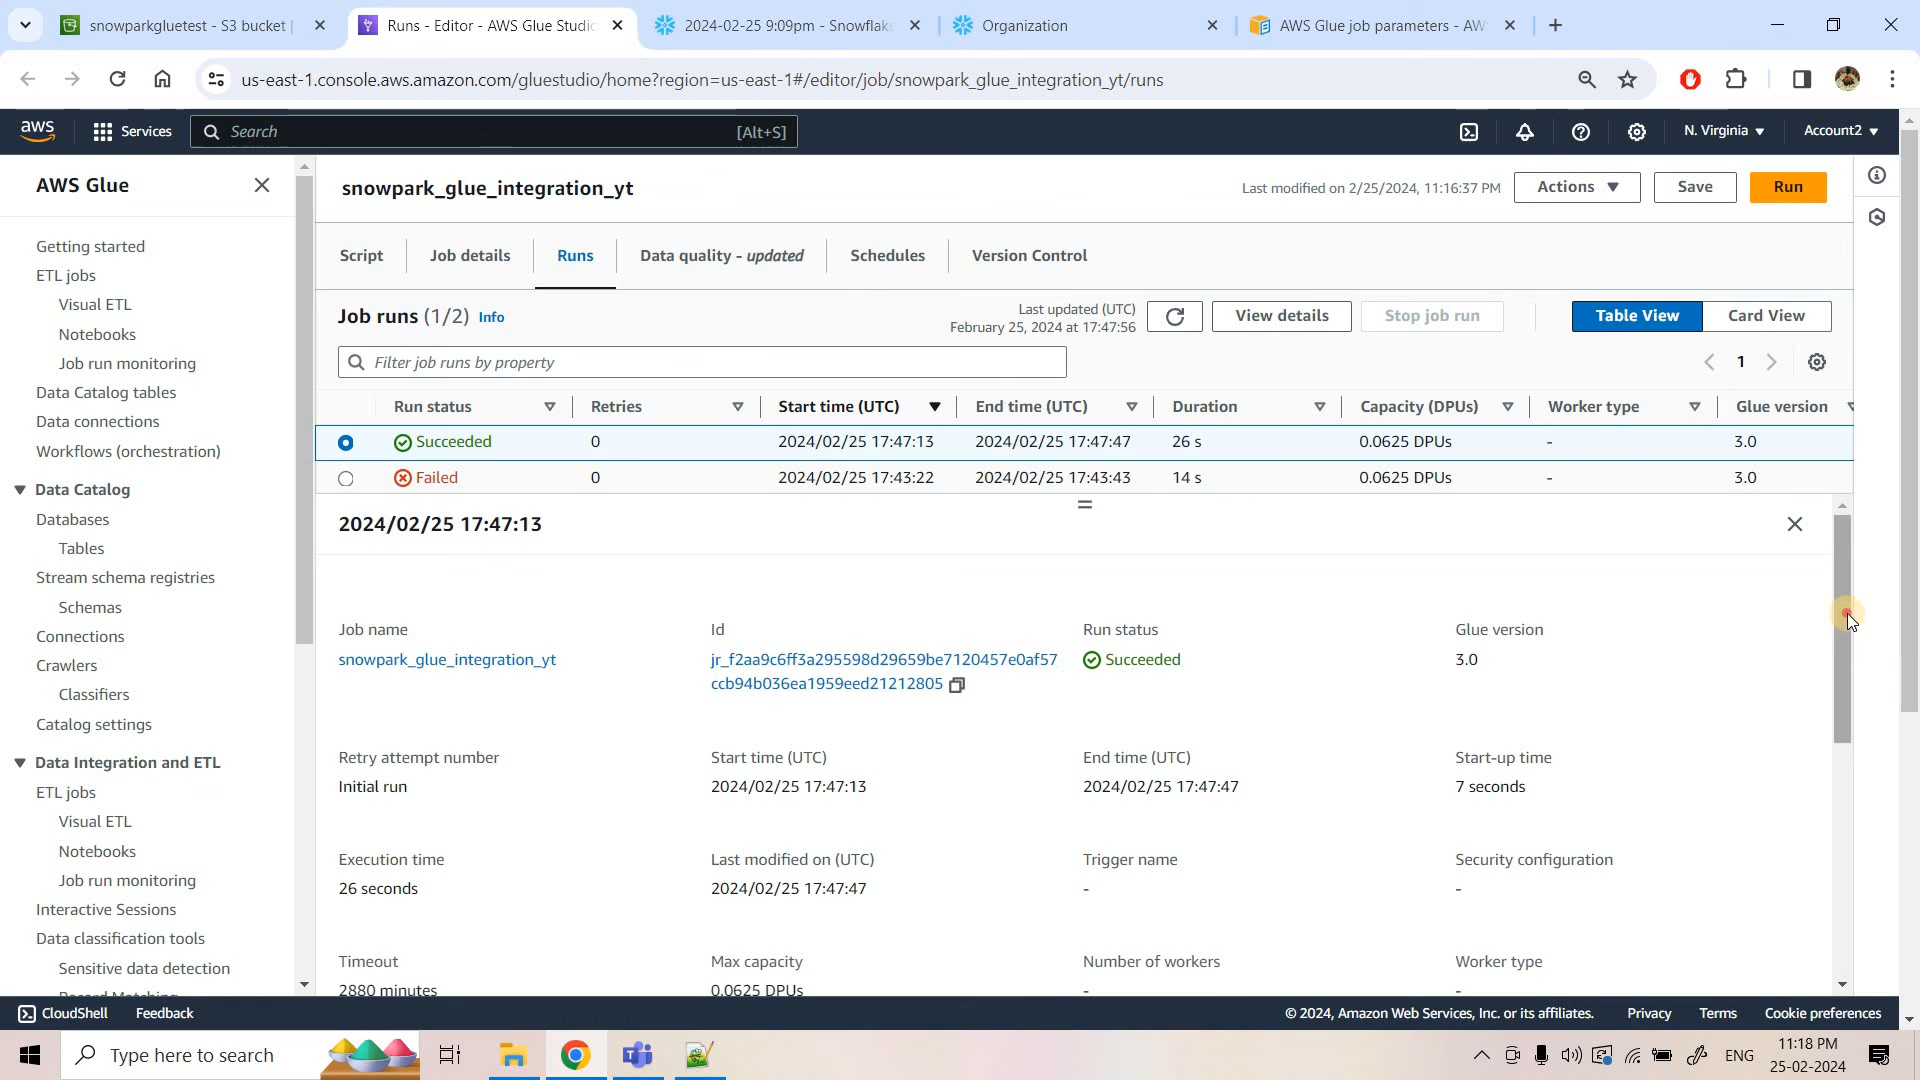 snowparkgluetest - S3 bucket |
Runs - Editor - AWS Glue Studio
2024-02-25 9:09pm - Snowflake
Organization
AWS Glue job parameters - AW
us-east-1.console.aws.amazon.com/gluestudio/home?region=us-east-1#/editor/job/snowpark_glue_integration_yt/runs
aws
Services
Search
[Alt+S]
N. Virginia
Account2
AWS Glue
Getting started
ETL jobs
Visual ETL
Notebooks
Job run monitoring
Data Catalog tables
Data connections
Workflows (orchestration)
Data Catalog
Databases
Tables
Stream schema registries
Schemas
Connections
Crawlers
Classifiers
Catalog settings
Data Integration and ETL
ETL jobs
Visual ETL
Notebooks
Job run monitoring
Interactive Sessions
Data classification tools
Sensitive data detection
Record Matching
snowpark_glue_integration_yt
Last modified on 2/25/2024, 11:16:37 PM
Actions
Save
Run
Script
Job details
Runs
Data quality - updated
Schedules
Version Control
Job runs (1/2) Info
Last updated (UTC)
February 25, 2024 at 17:47:56
View details
Stop job run
Table View
Card View
Filter job runs by property
1
Run status
Retries
Start time (UTC)
End time (UTC)
Duration
Capacity (DPUs)
Worker type
Glue version
Succeeded 0 2024/02/25 17:47:13 2024/02/25 17:47:47 26 s 0.0625 DPUs - 3.0
Failed 0 2024/02/25 17:43:22 2024/02/25 17:43:43 14 s 0.0625 DPUs - 3.0
2024/02/25 17:47:13
Job name
snowpark_glue_integration_yt
Id
jr_f2aa9c6ff3a295598d29659be7120457e0af57
ccb94b036ea1959eed21212805
Run status
Succeeded
Glue version
3.0
Retry attempt number
Initial run
Start time (UTC)
2024/02/25 17:47:13
End time (UTC)
2024/02/25 17:47:47
Start-up time
7 seconds
Execution time
26 seconds
Last modified on (UTC)
2024/02/25 17:47:47
Trigger name
-
Security configuration
-
Timeout
2880 minutes
Max capacity
0.0625 DPUs
Number of workers
-
Worker type
-
CloudShell
Feedback
© 2024, Amazon Web Services, Inc. or its affiliates.
Privacy
Terms
Cookie preferences
Type here to search
ENG
11:18 PM
25-02-2024